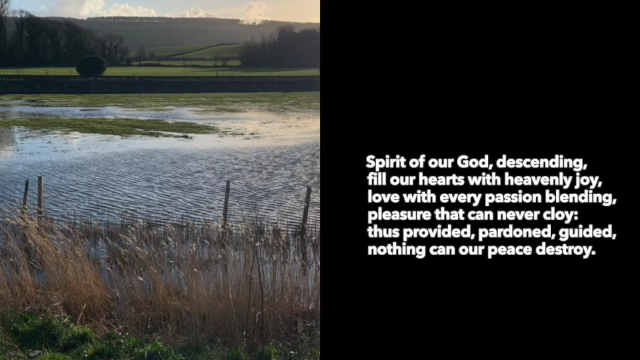 Spirit of our God, descending,
fill our hearts with heavenly joy,
love with every passion blending,
pleasure that can never cloy:
thus provided, pardoned, guided,
nothing can our peace destroy.